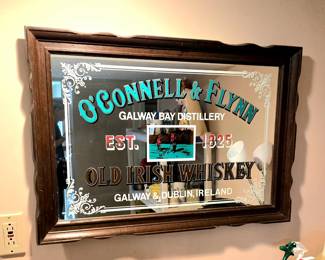 O'CONNELL & FLYNN
GALWAY BAY DISTILLERY
EST. 1825
OLD IRISH WHISKEY
GALWAY & DUBLIN, IRELAND